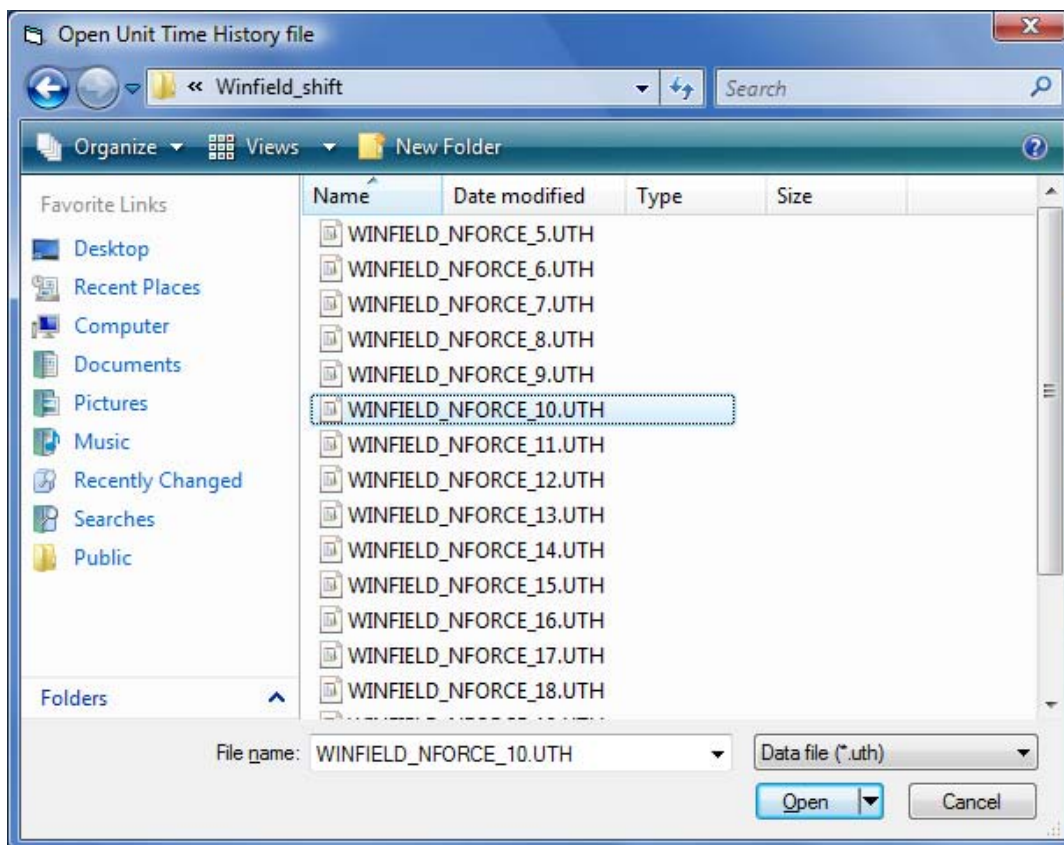 Open Unit Time History file
« Winfield_shift
Search
Organize Views New Folder
Favorite Links
Desktop
Recent Places
Computer
Documents
Pictures
Music
Recently Changed
Searches
Public
Folders
Name Date modified Type Size
WINFIELD_NFORCE_5.UTH
WINFIELD_NFORCE_6.UTH
WINFIELD_NFORCE_7.UTH
WINFIELD_NFORCE_8.UTH
WINFIELD_NFORCE_9.UTH
WINFIELD_NFORCE_10.UTH
WINFIELD_NFORCE_11.UTH
WINFIELD_NFORCE_12.UTH
WINFIELD_NFORCE_13.UTH
WINFIELD_NFORCE_14.UTH
WINFIELD_NFORCE_15.UTH
WINFIELD_NFORCE_16.UTH
WINFIELD_NFORCE_17.UTH
WINFIELD_NFORCE_18.UTH
File name: WINFIELD_NFORCE_10.UTH Data file (*.uth)
Open Cancel